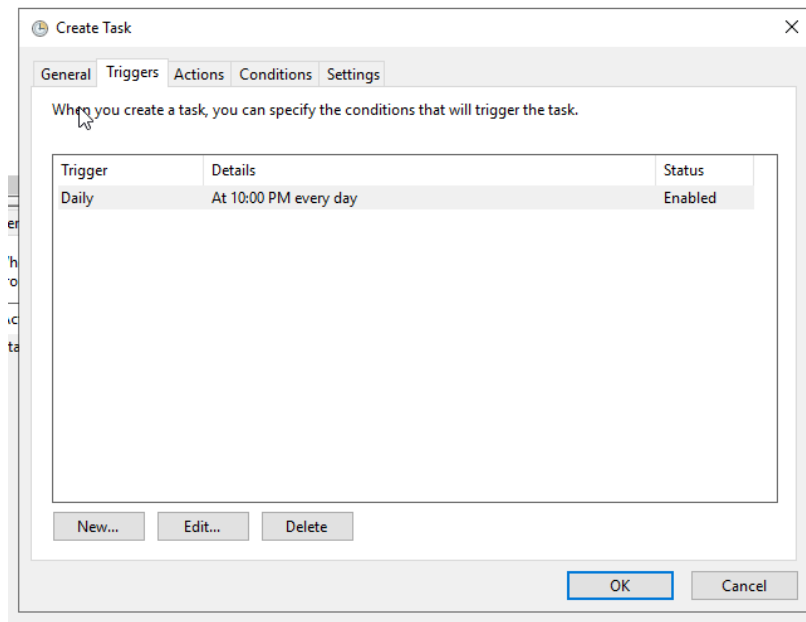 Create Task
General Triggers Actions Conditions Settings
When you create a task, you can specify the conditions that will trigger the task.
Trigger Details Status
Daily At 10:00 PM every day Enabled
New... Edit... Delete
OK Cancel